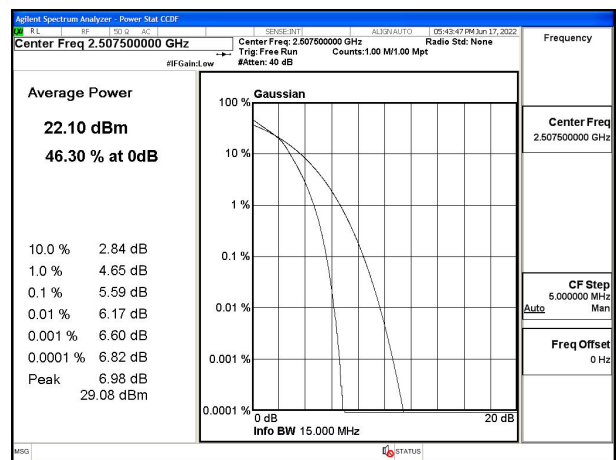 Agilent Spectrum Analyzer - Power Stat CCDF
RL RF 50 Ω AC SENSE:INT ALIGN AUTO 05:43:47 PM Jun 17, 2022
Center Freq 2.507500000 GHz
Center Freq: 2.507500000 GHz Radio Std: None
Trig: Free Run Counts:1.00 M/1.00 Mpt
#IFGain:Low #Atten: 40 dB
Frequency
Average Power
22.10 dBm
46.30 % at 0dB
10.0 % 2.84 dB
1.0 % 4.65 dB
0.1 % 5.59 dB
0.01 % 6.17 dB
0.001 % 6.60 dB
0.0001 % 6.82 dB
Peak 6.98 dB
29.08 dBm
Gaussian
100 %
10 %
1 %
0.1 %
0.01 %
0.001 %
0.0001 %
0 dB 20 dB
Info BW 15.000 MHz
Center Freq
2.507500000 GHz
CF Step
5.000000 MHz
Auto Man
Freq Offset
0 Hz
MSG STATUS